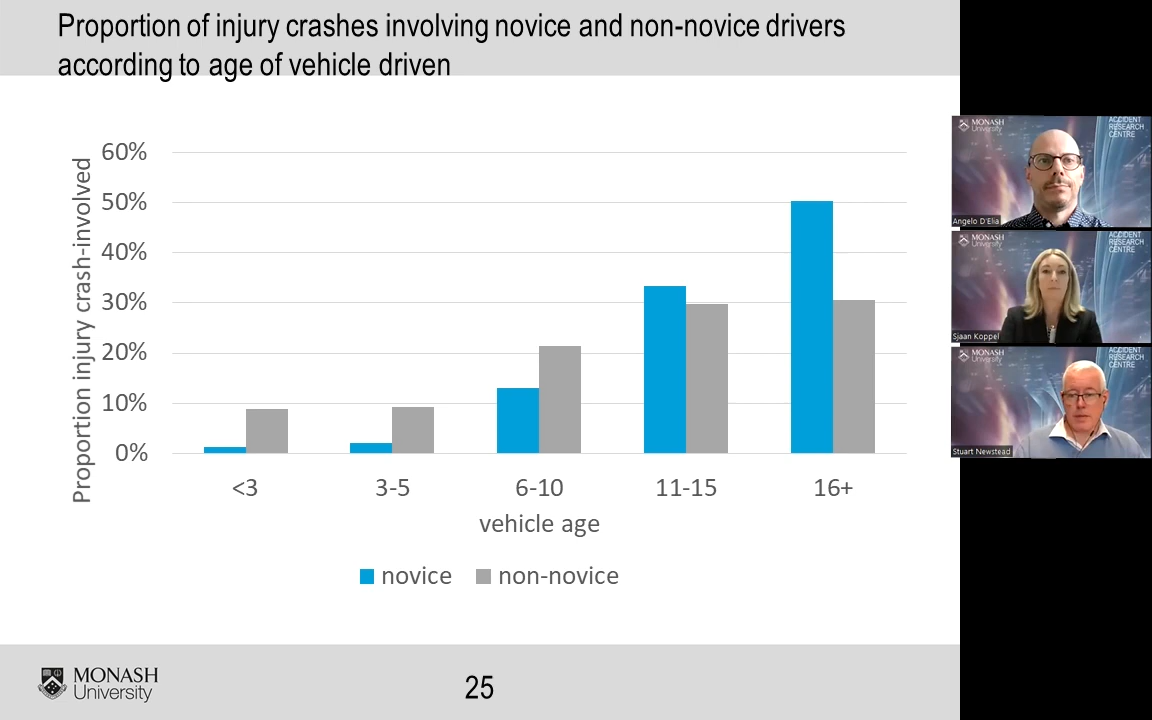 Proportion of injury crashes involving novice and non-novice drivers
according to age of vehicle driven
Proportion injury crash-involved
60%
50%
40%
30%
20%
10%
0%
<3 3-5 6-10 11-15 16+
vehicle age
novice non-novice
MONASH
University
25
MONASH
University
ACCIDENT
RESEARCH
CENTRE
Angelo D'Elia
MONASH
University
ACCIDENT
RESEARCH
CENTRE
Sjaan Koppel
MONASH
University
ACCIDENT
RESEARCH
CENTRE
Stuart Newstead